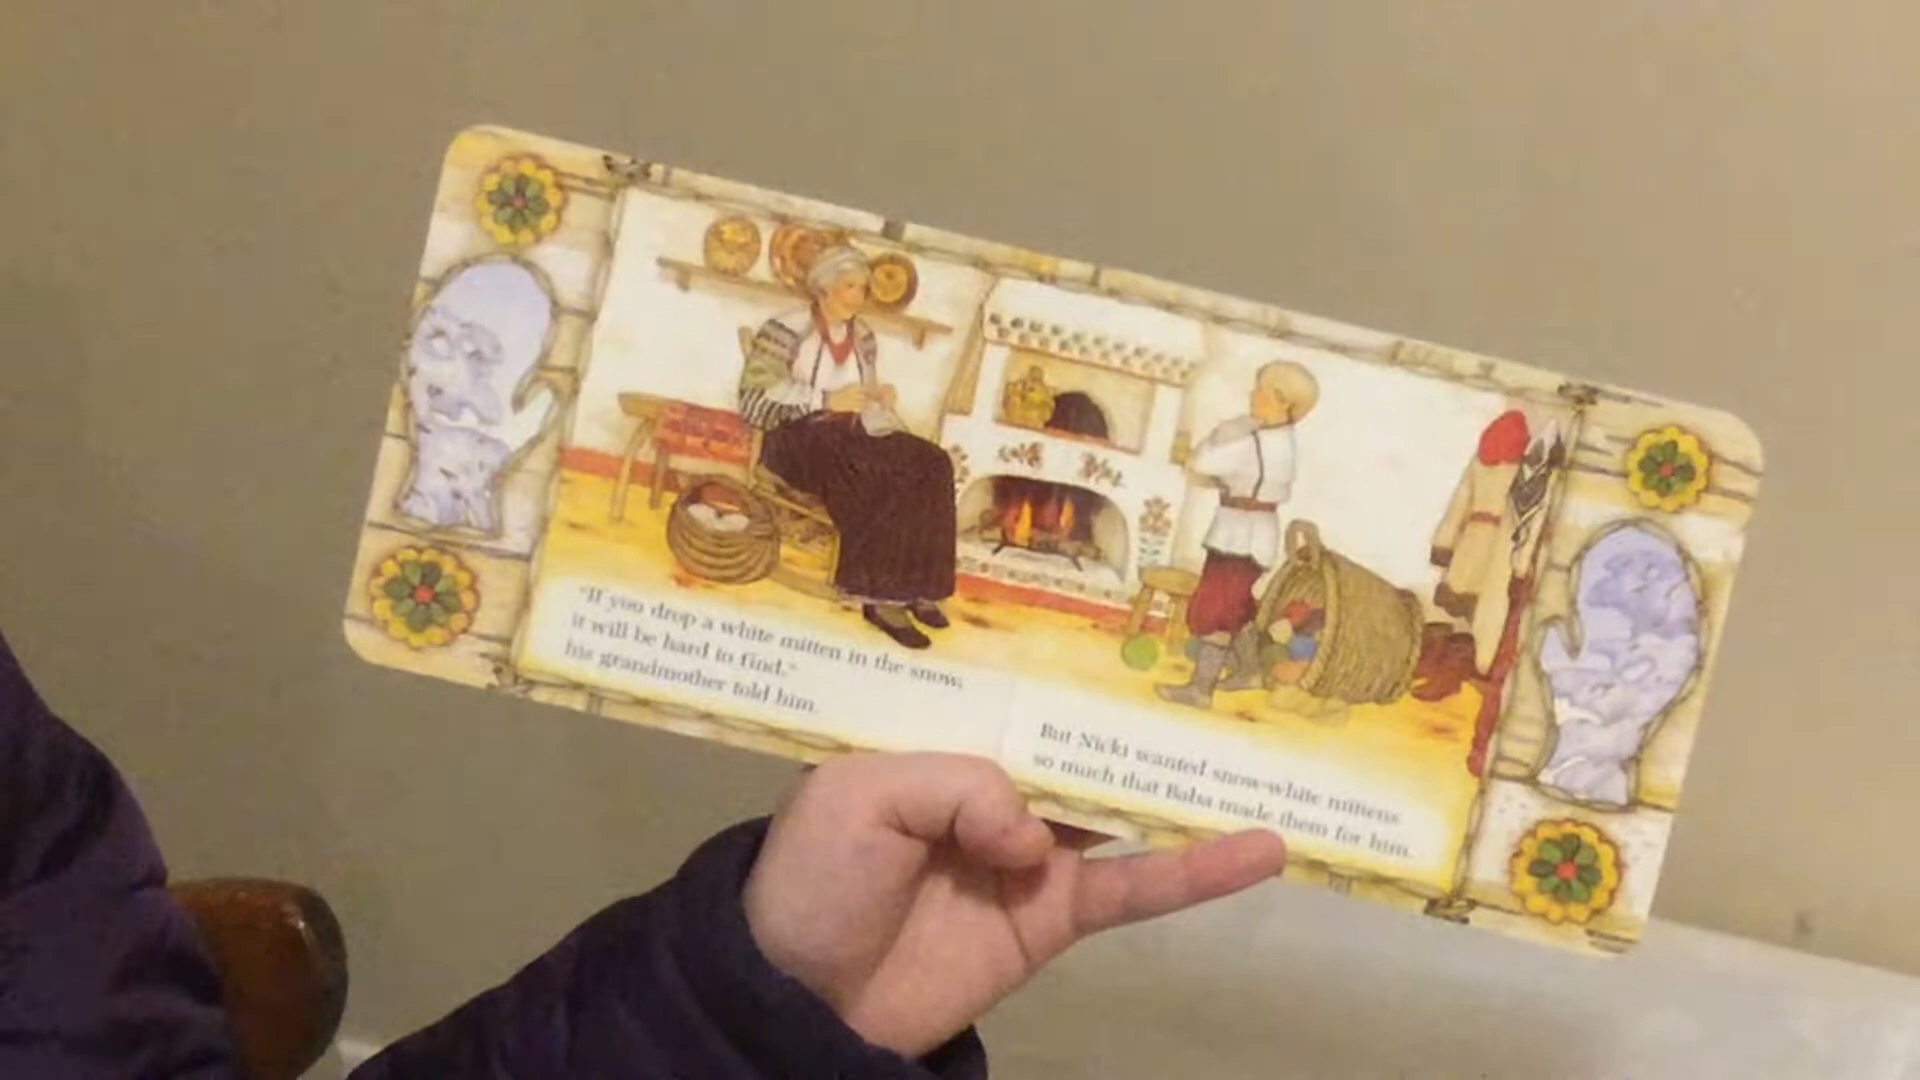 "If you drop a white mitten in the snow,
it will be hard to find,"
his grandmother told him.
But Nicki wanted snow-white mittens
so much that Baba made them for him.